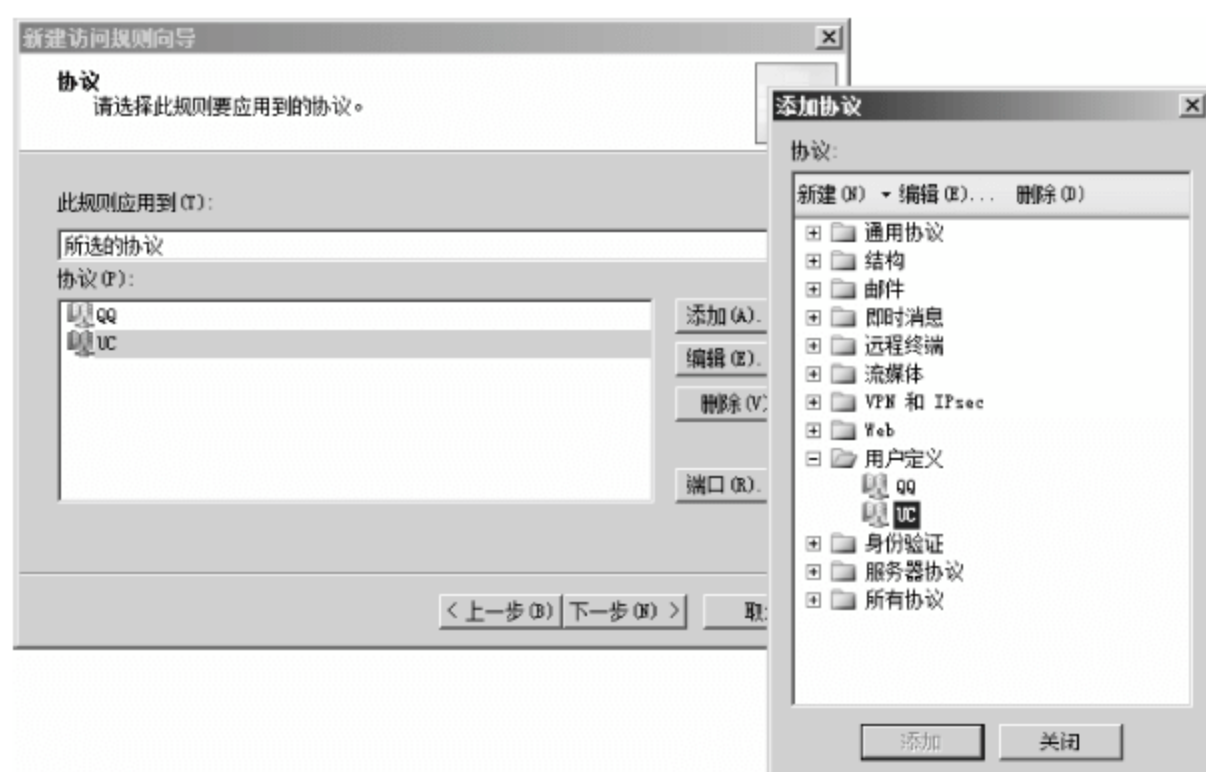 新建访问规则向导
协议
请选择此规则要应用到的协议。
此规则应用到(T):
所选的协议
协议(P):
QQ
UC
添加(A).
编辑(E).
删除(V)
端口(R).
<上一步(B)
下一步(N) >
取
添加协议
协议:
新建(N) 编辑(E)... 删除(D)
通用协议
结构
邮件
即时消息
远程终端
流媒体
VPN 和 IPsec
Web
用户定义
QQ
UC
身份验证
服务器协议
所有协议
添加
关闭